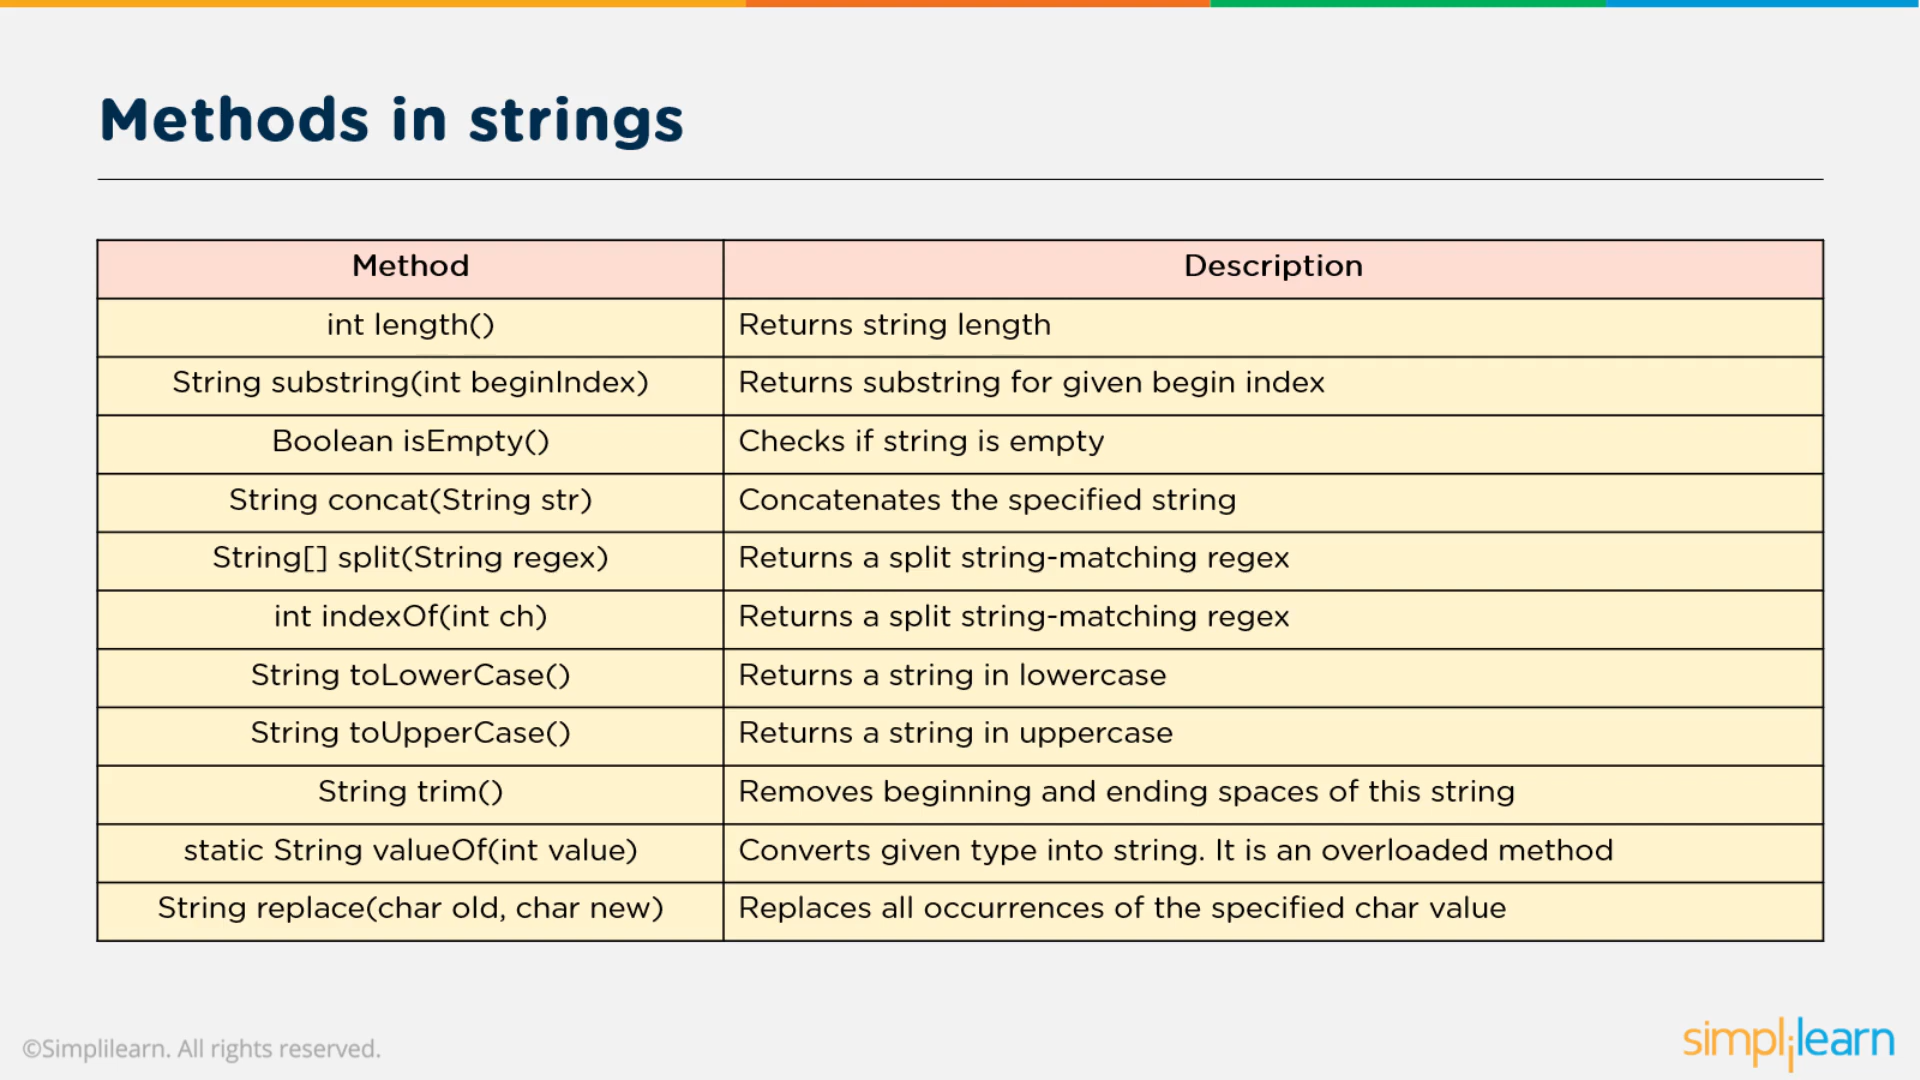 Methods in strings
Method Description
int length() Returns string length
String substring(int beginIndex) Returns substring for given begin index
Boolean isEmpty() Checks if string is empty
String concat(String str) Concatenates the specified string
String[] split(String regex) Returns a split string-matching regex
int indexOf(int ch) Returns a split string-matching regex
String toLowerCase() Returns a string in lowercase
String toUpperCase() Returns a string in uppercase
String trim() Removes beginning and ending spaces of this string
static String valueOf(int value) Converts given type into string. It is an overloaded method
String replace(char old, char new) Replaces all occurrences of the specified char value
©Simplilearn. All rights reserved.
simplilearn